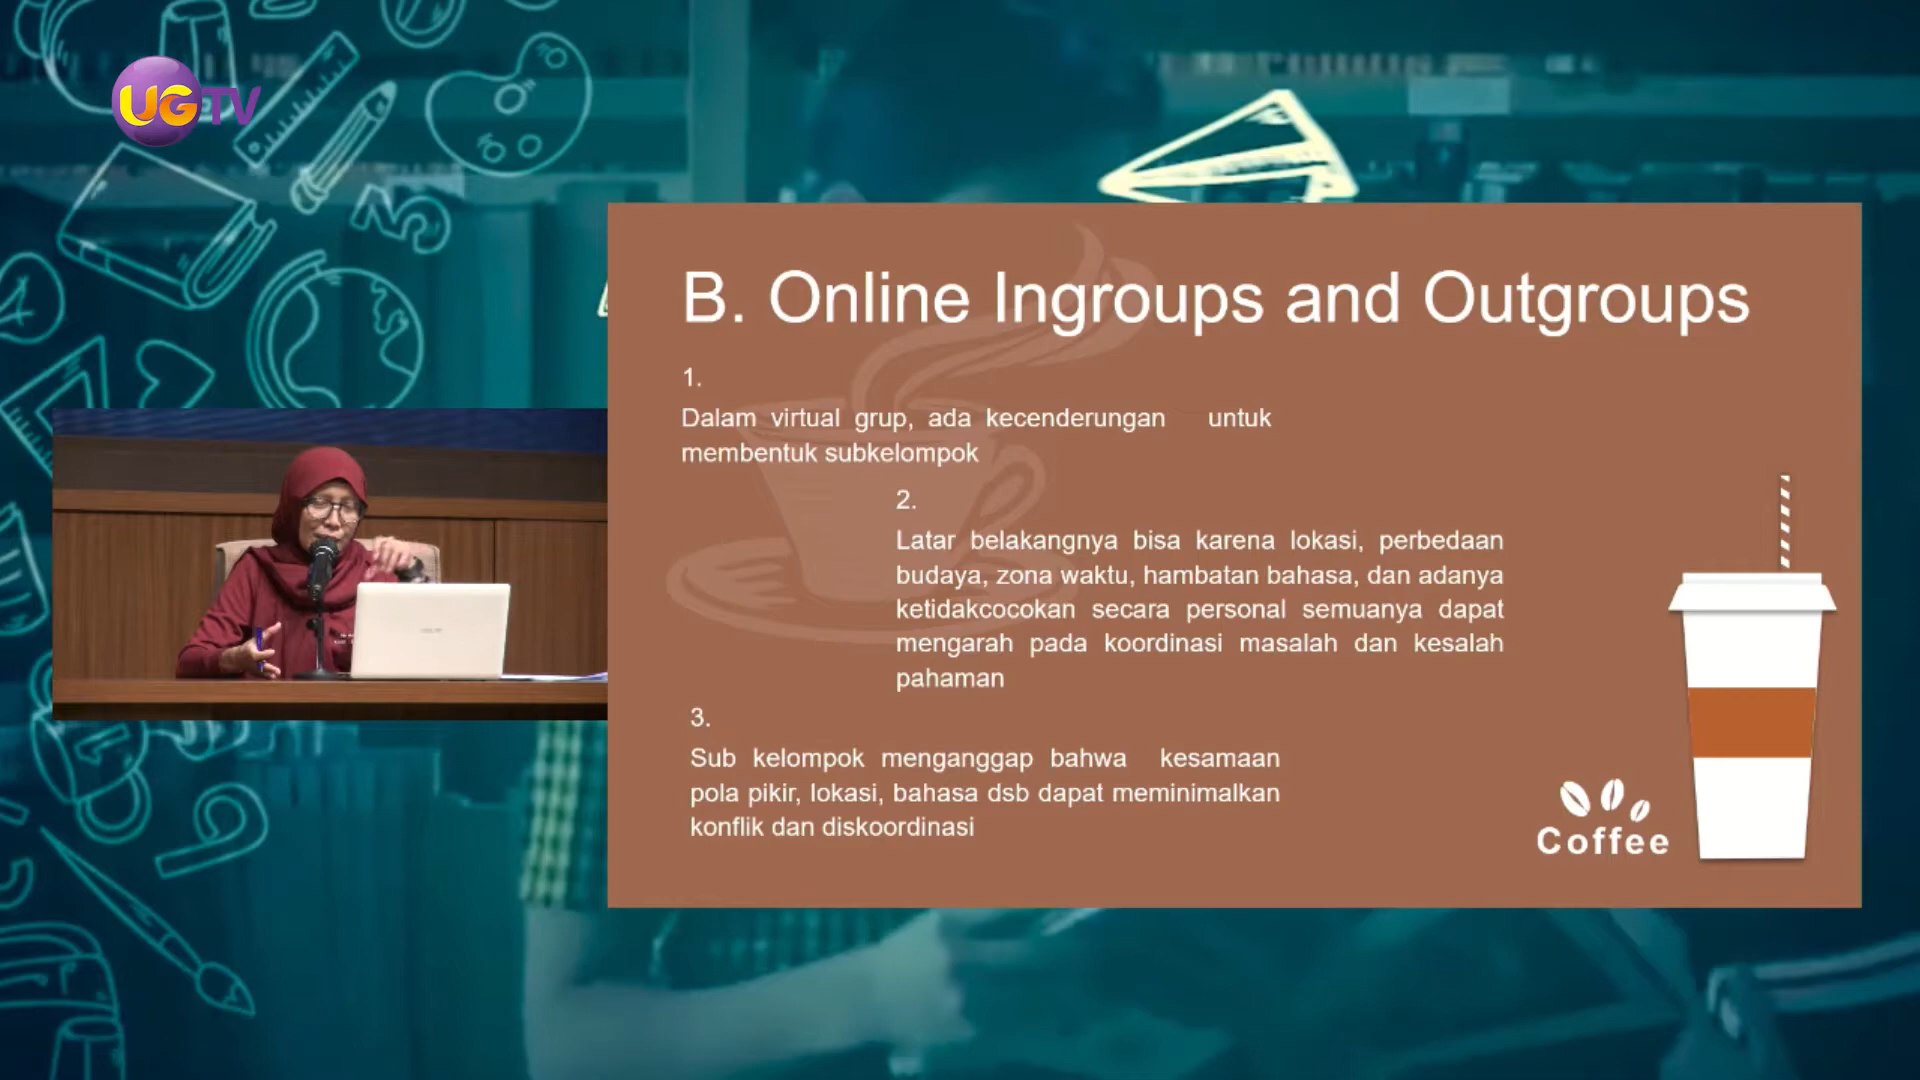 UGTV
B. Online Ingroups and Outgroups
1.
Dalam virtual grup, ada kecenderungan untuk
membentuk subkelompok
2.
Latar belakangnya bisa karena lokasi, perbedaan
budaya, zona waktu, hambatan bahasa, dan adanya
ketidakcocokan secara personal semuanya dapat
mengarah pada koordinasi masalah dan kesalah
pahaman
3.
Sub kelompok menganggap bahwa kesamaan
pola pikir, lokasi, bahasa dsb dapat meminimalkan
konflik dan diskoordinasi
Coffee